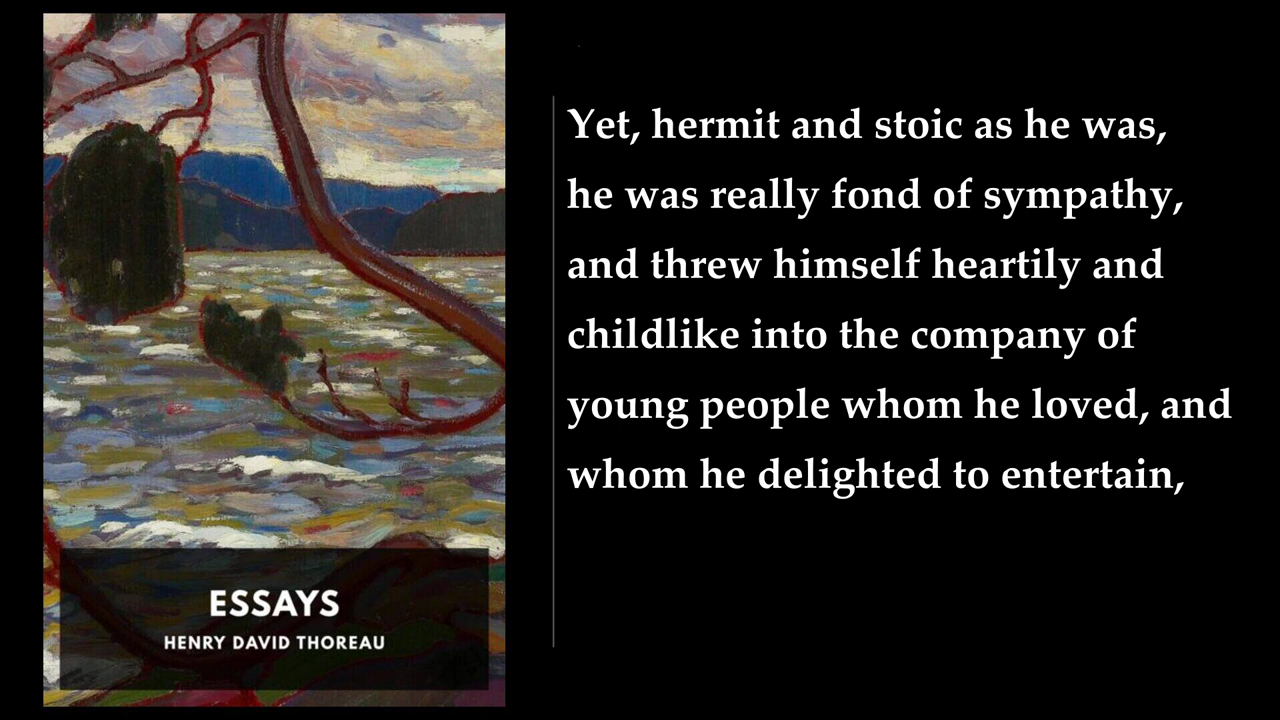 Yet, hermit and stoic as he was,
he was really fond of sympathy,
and threw himself heartily and
childlike into the company of
young people whom he loved, and
whom he delighted to entertain,
ESSAYS
HENRY DAVID THOREAU